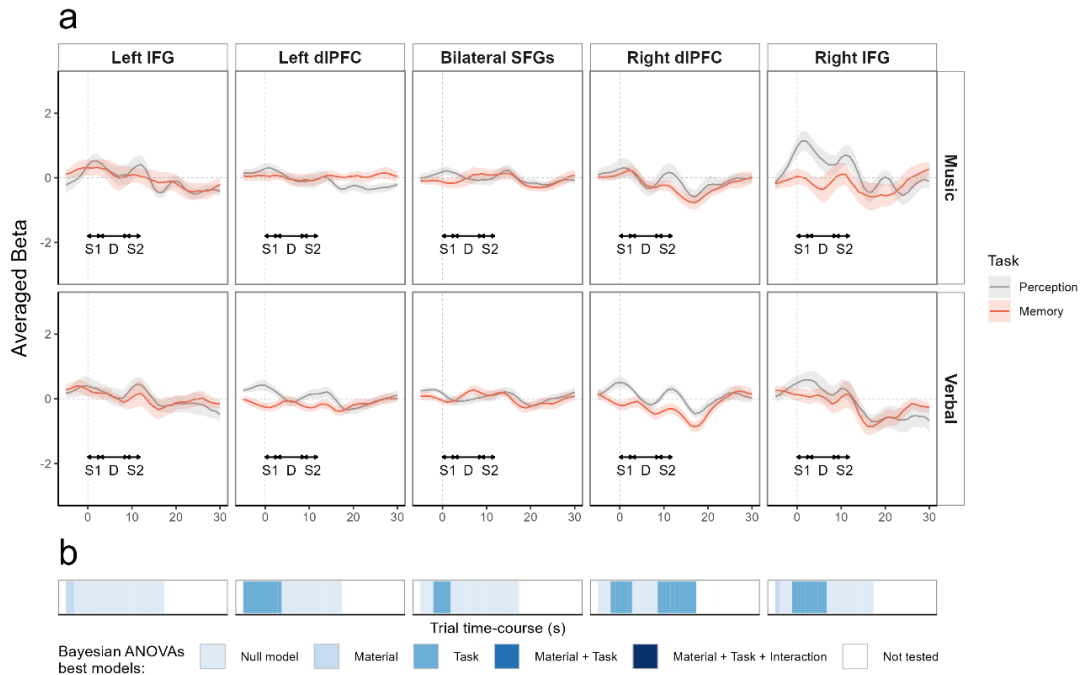 a
Left IFG Left dlPFC Bilateral SFGs Right dlPFC Right IFG
2
0
-2
S1 D S2 S1 D S2 S1 D S2 S1 D S2 S1 D S2
Music
Averaged Beta
Task
Perception
Memory
2
0
-2
S1 D S2 S1 D S2 S1 D S2 S1 D S2 S1 D S2
Verbal
0 10 20 30 0 10 20 30 0 10 20 30 0 10 20 30 0 10 20 30
b
Trial time-course (s)
Bayesian ANOVAs
best models:
Null model Material Task Material + Task Material + Task + Interaction Not tested